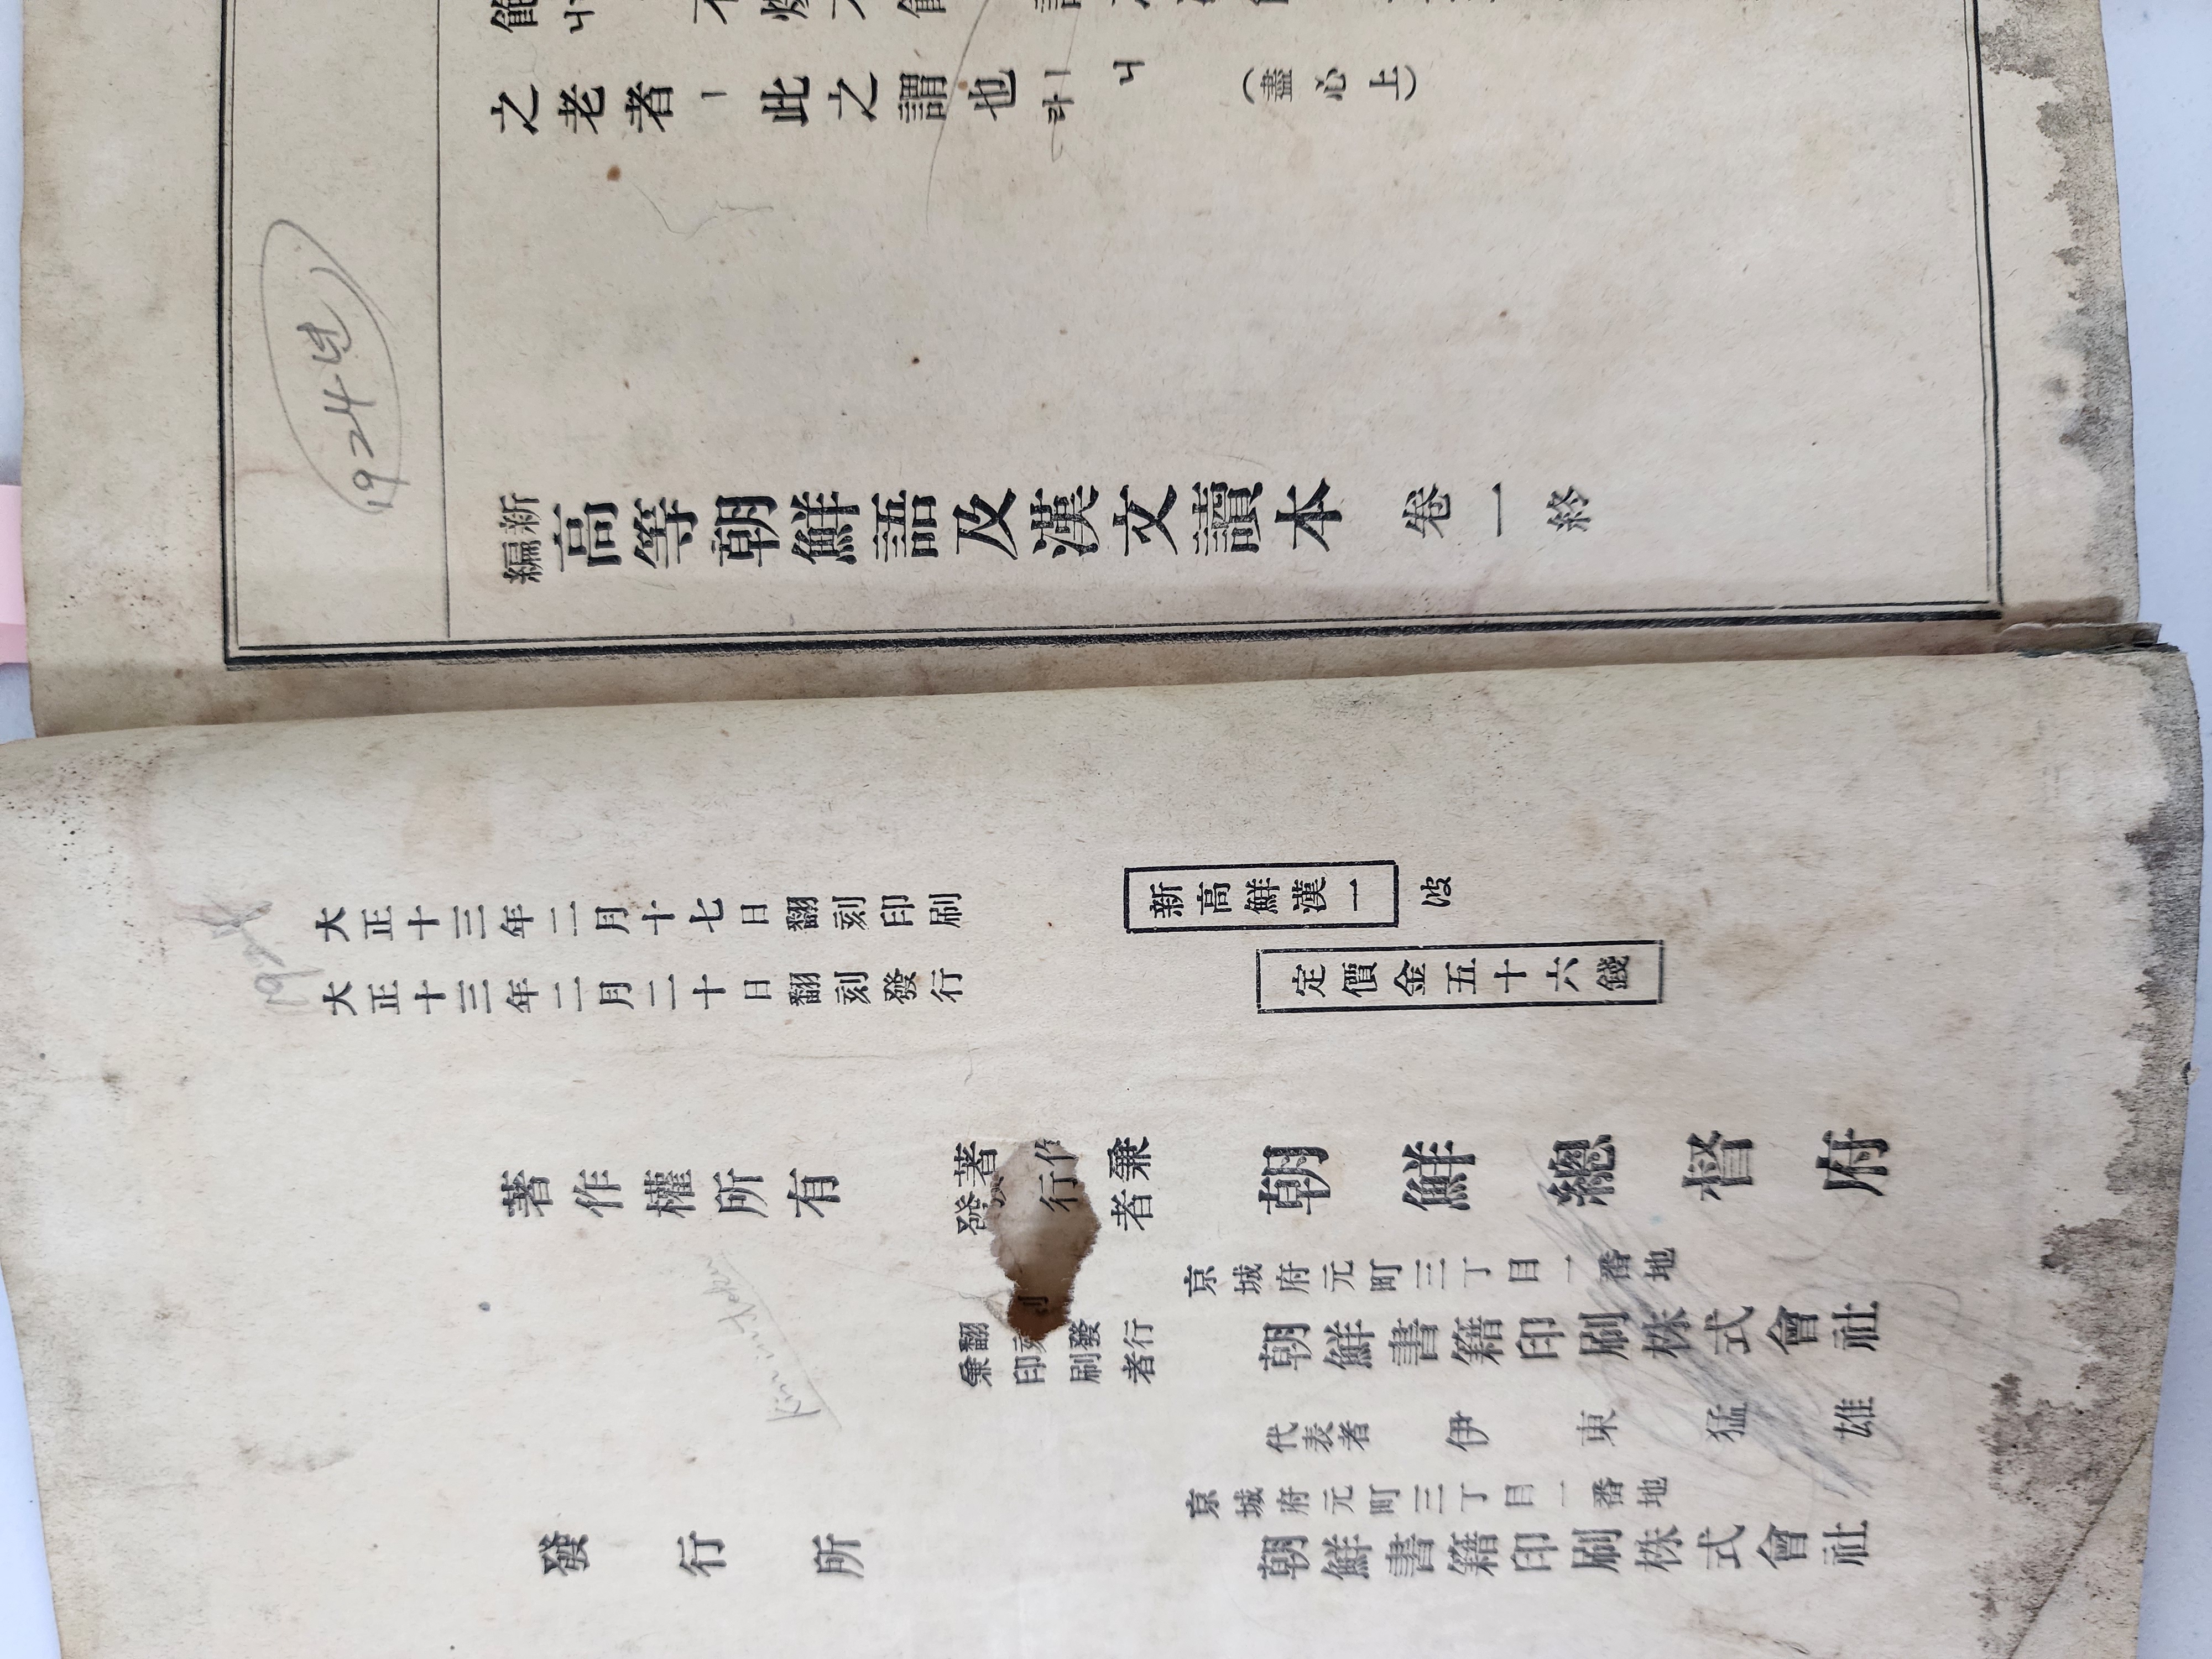 之老者ㅣ此之謂也ㅣ라니
(盡心上)
1924년
新編 高等朝鮮語及漢文讀本 卷一終
大正十三年二月十七日翻刻印刷
大正十三年二月二十日翻刻發行
新高鮮漢一
波
定價金五十六錢
著作權所有
著作兼
發行者
朝鮮總督府
京城府元町三丁目一番地
翻刻發行
兼印刷者
朝鮮書籍印刷株式會社
代表者 伊東猛雄
京城府元町三丁目一番地
發行所
朝鮮書籍印刷株式會社